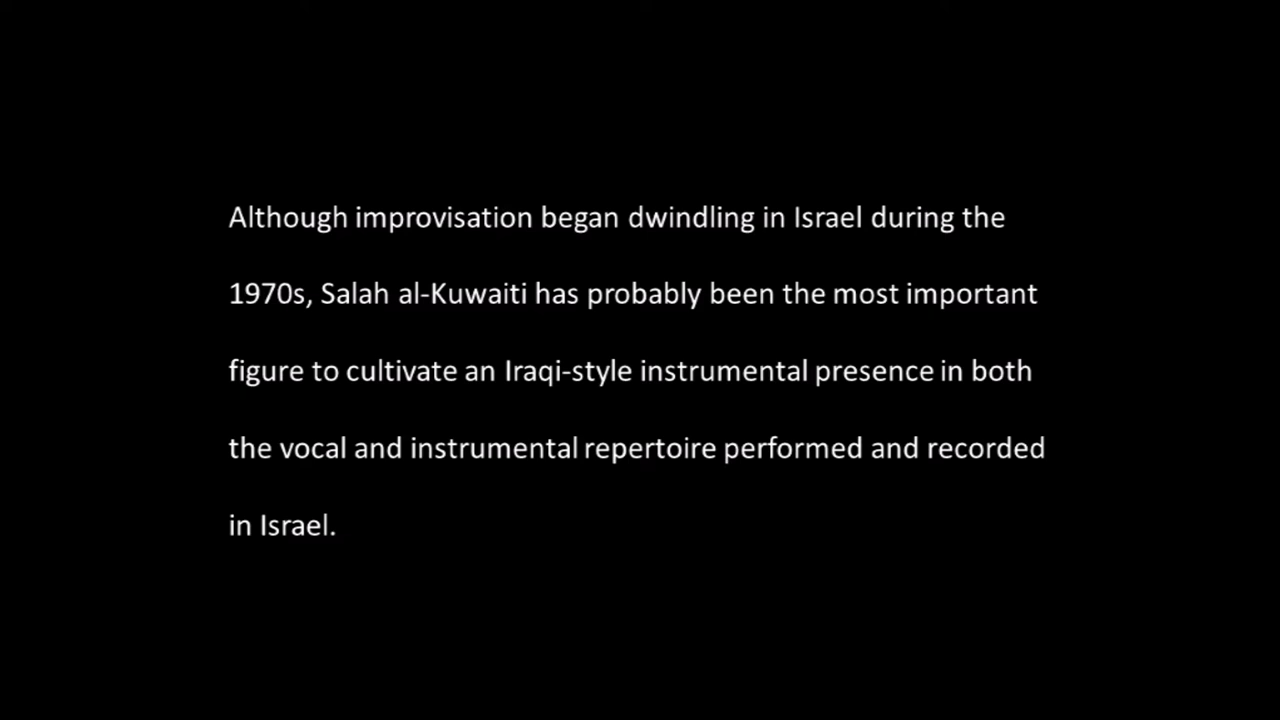 Although improvisation began dwindling in Israel during the
1970s, Salah al-Kuwaiti has probably been the most important
figure to cultivate an Iraqi-style instrumental presence in both
the vocal and instrumental repertoire performed and recorded
in Israel.